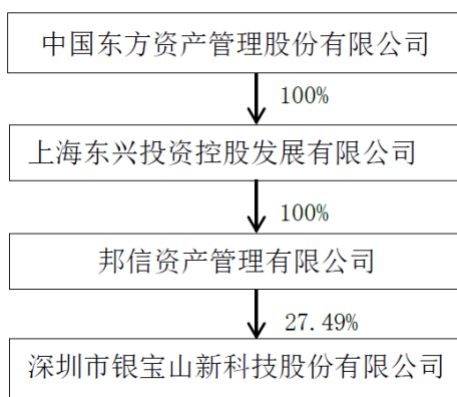 中国东方资产管理股份有限公司
100%
上海东兴投资控股发展有限公司
100%
邦信资产管理有限公司
27.49%
深圳市银宝山新科技股份有限公司